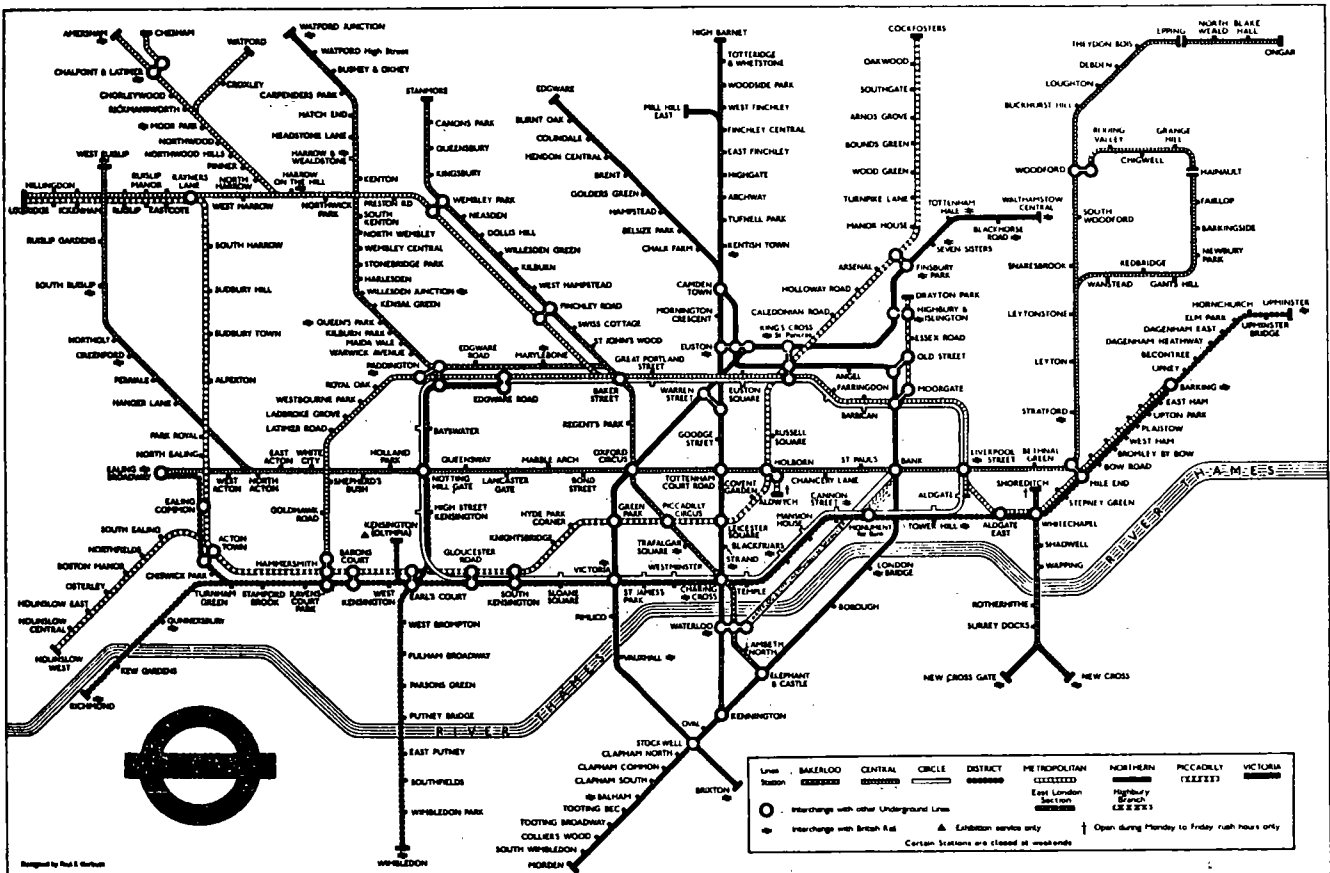 AMERSHAM
CHESHAM
CHALFONT & LATIMER
WATFORD
CHORLEYWOOD
CROXLEY
RICKMANSWORTH
MOOR PARK
NORTHWOOD
NORTHWOOD HILLS
PINNER
NORTH HARROW
HARROW ON THE HILL
WATFORD JUNCTION
WATFORD High Street
BUSHEY & OXHEY
CARPENDERS PARK
HATCH END
HEADSTONE LANE
HARROW & WEALDSTONE
KENTON
NORTHWICK PARK
PRESTON RD
SOUTH KENTON
NORTH WEMBLEY
WEMBLEY CENTRAL
STONEBRIDGE PARK
HARLESDEN
WILLESDEN JUNCTION
KENSAL GREEN
QUEEN'S PARK
KILBURN PARK
MAIDA VALE
WARWICK AVENUE
PADDINGTON
STANMORE
CANONS PARK
QUEENSBURY
KINGSBURY
WEMBLEY PARK
NEASDEN
DOLLIS HILL
WILLESDEN GREEN
KILBURN
WEST HAMPSTEAD
FINCHLEY ROAD
SWISS COTTAGE
ST JOHN'S WOOD
EDGWARE
BURNT OAK
COLINDALE
HENDON CENTRAL
BRENT
GOLDERS GREEN
HAMPSTEAD
BELSIZE PARK
CHALK FARM
HIGH BARNET
TOTTERIDGE & WHETSTONE
WOODSIDE PARK
MILL HILL EAST
WEST FINCHLEY
FINCHLEY CENTRAL
EAST FINCHLEY
HIGHGATE
ARCHWAY
TUFNELL PARK
KENTISH TOWN
CAMDEN TOWN
MORNINGTON CRESCENT
EUSTON
COCKFOSTERS
OAKWOOD
SOUTHGATE
ARNOS GROVE
BOUNDS GREEN
WOOD GREEN
TURNPIKE LANE
MANOR HOUSE
TOTTENHAM HALE
WALTHAMSTOW CENTRAL
BLACKHORSE ROAD
SEVEN SISTERS
FINSBURY PARK
ARSENAL
HOLLOWAY ROAD
CALEDONIAN ROAD
KING'S CROSS
St Pancras
DRAYTON PARK
HIGHBURY & ISLINGTON
ESSEX ROAD
OLD STREET
MOORGATE
ANGEL
EPPING
NORTH WEALD
BLAKE HALL
ONGAR
THEYDON BOIS
DEBDEN
LOUGHTON
BUCKHURST HILL
RODING VALLEY
GRANGE HILL
CHIGWELL
HAINAULT
WOODFORD
FAIRLOP
BARKINGSIDE
SOUTH WOODFORD
NEWBURY PARK
REDBRIDGE
SNARESBROOK
WANSTEAD
GANTS HILL
LEYTONSTONE
LEYTON
STRATFORD
HORNCHURCH
UPMINSTER
ELM PARK
UPMINSTER BRIDGE
DAGENHAM EAST
DAGENHAM HEATHWAY
BECONTREE
UPNEY
BARKING
EAST HAM
UPTON PARK
PLAISTOW
WEST HAM
BROMLEY BY BOW
BOW ROAD
MILE END
STEPNEY GREEN
WEST RUISLIP
HILLINGDON
RUISLIP MANOR
RAYNERS LANE
UXBRIDGE
ICKENHAM
RUISLIP
EASTCOTE
WEST HARROW
RUISLIP GARDENS
SOUTH RUISLIP
NORTHOLT
GREENFORD
PERIVALE
HANGER LANE
SOUTH HARROW
SUDBURY HILL
SUDBURY TOWN
ALPERTON
PARK ROYAL
NORTH EALING
EALING BROADWAY
EALING COMMON
WEST ACTON
NORTH ACTON
EAST ACTON
WHITE CITY
SHEPHERD'S BUSH
HOLLAND PARK
NOTTING HILL GATE
QUEENSWAY
LANCASTER GATE
MARBLE ARCH
BOND STREET
OXFORD CIRCUS
TOTTENHAM COURT ROAD
HOLBORN
CHANCERY LANE
ST PAUL'S
BANK
LIVERPOOL STREET
BETHNAL GREEN
ROYAL OAK
WESTBOURNE PARK
LADBROKE GROVE
LATIMER ROAD
GOLDHAWK ROAD
HAMMERSMITH
EDGWARE ROAD
MARYLEBONE
EDGWARE ROAD
BAKER STREET
GREAT PORTLAND STREET
REGENT'S PARK
WARREN STREET
EUSTON SQUARE
GOODGE STREET
RUSSELL SQUARE
FARRINGDON
BARBICAN
BAYSWATER
HIGH STREET KENSINGTON
KENSINGTON (OLYMPIA)
GLOUCESTER ROAD
KNIGHTSBRIDGE
HYDE PARK CORNER
GREEN PARK
PICCADILLY CIRCUS
COVENT GARDEN
LEICESTER SQUARE
ALDWYCH
TRAFALGAR SQUARE
STRAND
BLACKFRIARS
MANSION HOUSE
CANNON STREET
MONUMENT
ALDGATE
TOWER HILL
ALDGATE EAST
SHOREDITCH
WHITECHAPEL
SHADWELL
WAPPING
ROTHERHITHE
SURREY DOCKS
NEW CROSS GATE
NEW CROSS
SOUTH EALING
NORTHFIELDS
BOSTON MANOR
OSTERLEY
HOUNSLOW EAST
HOUNSLOW CENTRAL
HOUNSLOW WEST
ACTON TOWN
CHISWICK PARK
TURNHAM GREEN
STAMFORD BROOK
RAVENSCOURT PARK
BARONS COURT
WEST KENSINGTON
EARL'S COURT
SOUTH KENSINGTON
SLOANE SQUARE
VICTORIA
ST JAMES'S PARK
WESTMINSTER
CHARING CROSS
TEMPLE
GUNNERSBURY
KEW GARDENS
RICHMOND
WEST BROMPTON
FULHAM BROADWAY
PARSONS GREEN
PUTNEY BRIDGE
EAST PUTNEY
SOUTHFIELDS
WIMBLEDON PARK
WIMBLEDON
PIMLICO
VAUXHALL
WATERLOO
LAMBETH NORTH
ELEPHANT & CASTLE
LONDON BRIDGE
BOROUGH
KENNINGTON
OVAL
STOCKWELL
BRIXTON
CLAPHAM NORTH
CLAPHAM COMMON
CLAPHAM SOUTH
BALHAM
TOOTING BEC
TOOTING BROADWAY
COLLIERS WOOD
SOUTH WIMBLEDON
MORDEN
RIVER THAMES
RIVER THAMES
Lines BAKERLOO CENTRAL CIRCLE DISTRICT METROPOLITAN NORTHERN PICCADILLY VICTORIA
Station
East London Section
Highbury Branch
Interchange with other Underground Lines
Interchange with British Rail
Exhibition service only
† Open during Monday to Friday rush hours only
Certain Stations are closed at weekends
Designed by Paul E Garbutt